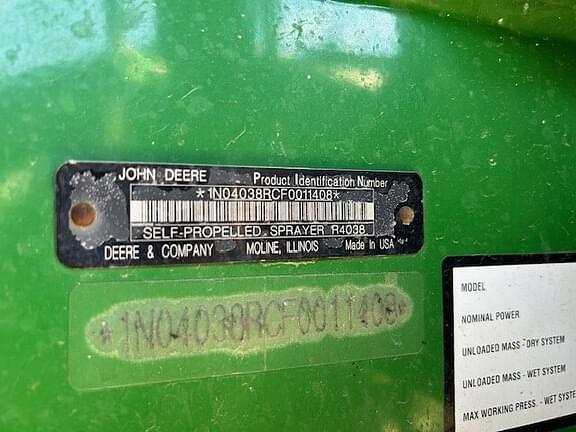 JOHN DEERE Product Identification Number
*1N04038RCF0011408*
SELF-PROPELLED SPRAYER R4038
DEERE & COMPANY MOLINE, ILLINOIS Made In USA
*1N04038RCF0011408*
MODEL
NOMINAL POWER
UNLOADED MASS - DRY SYSTEM
UNLOADED MASS - WET SYSTEM
MAX WORKING PRESS. - WET SYSTE